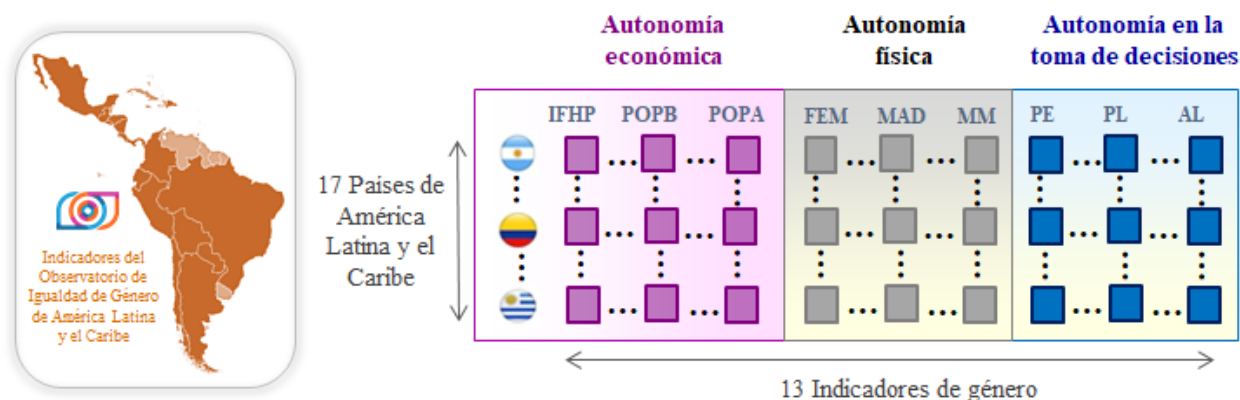 Autonomía
económica
Autonomía
física
Autonomía en la
toma de decisiones
IFHP POPB POPA FEM MAD MM PE PL AL
17 Países de
América
Latina y el
Caribe
Indicadores del
Observatorio de
Igualdad de Género
de América Latina
y el Caribe
13 Indicadores de género